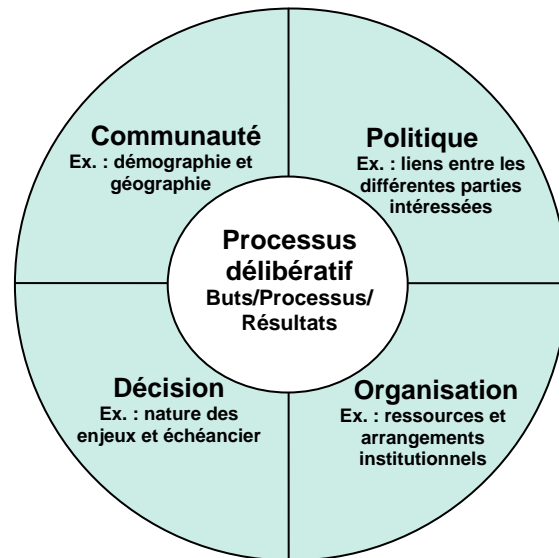 Communauté
Ex. : démographie et
géographie
Politique
Ex. : liens entre les
différentes parties
intéressées
Processus
délibératif
Buts/Processus/
Résultats
Décision
Ex. : nature des
enjeux et échéancier
Organisation
Ex. : ressources et
arrangements
institutionnels